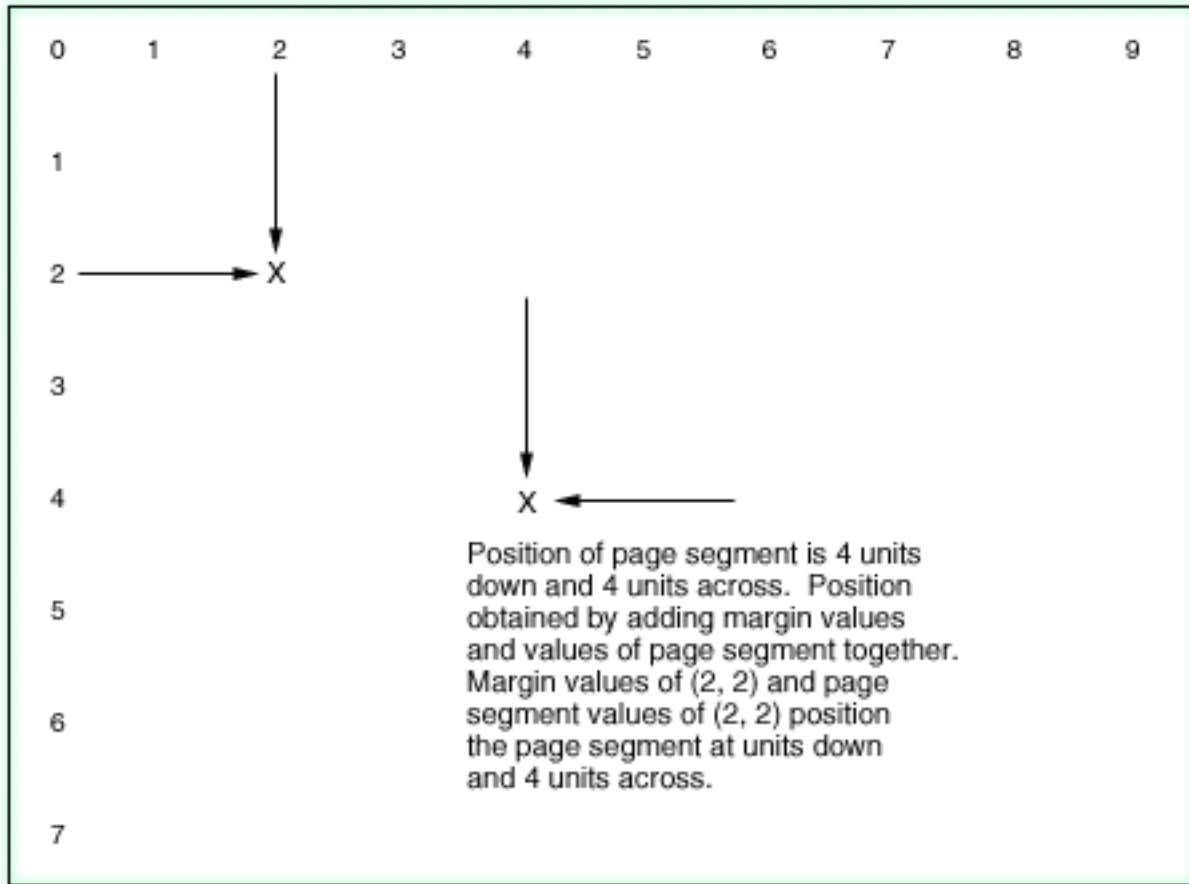 0 1 2 3 4 5 6 7 8 9
1
2 X
3
4 X
Position of page segment is 4 units
down and 4 units across. Position
5
obtained by adding margin values
and values of page segment together.
Margin values of (2, 2) and page
6
segment values of (2, 2) position
the page segment at units down
and 4 units across.
7